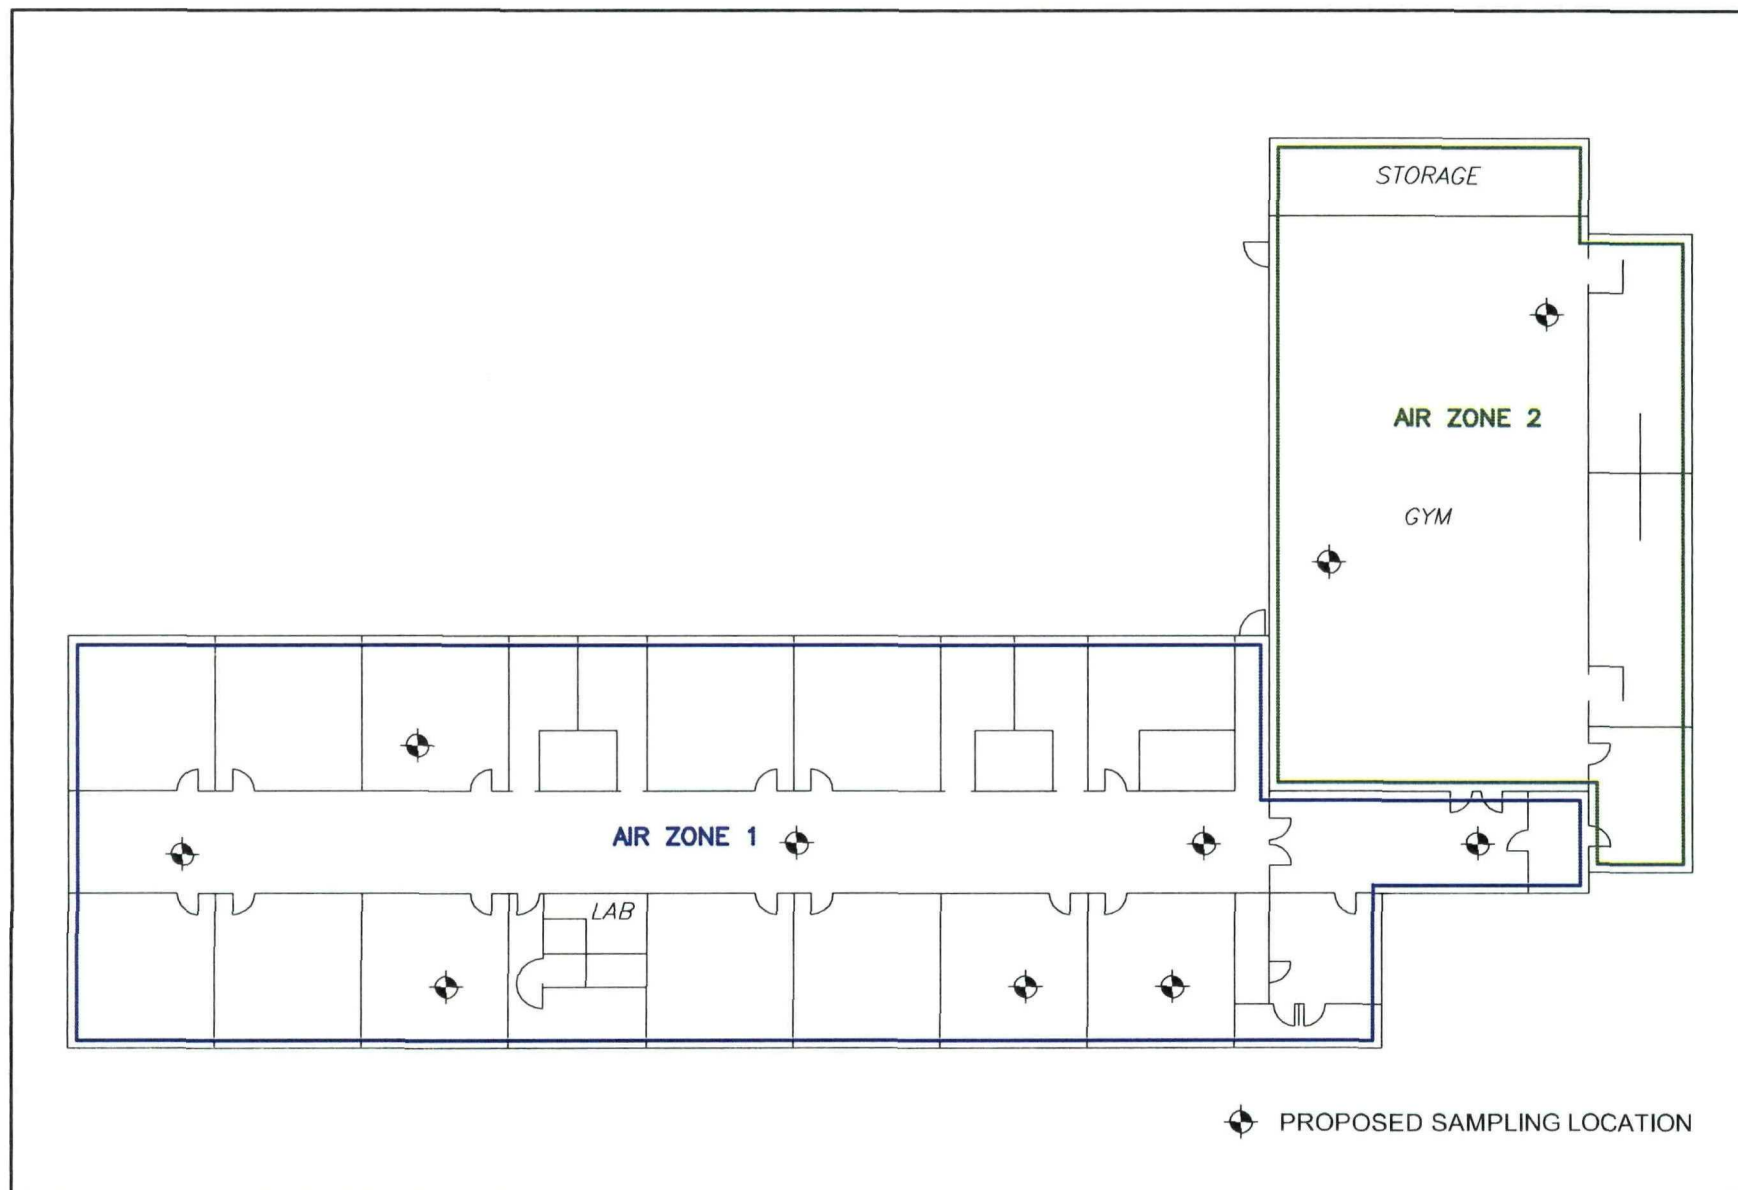 STORAGE
AIR ZONE 2
GYM
AIR ZONE 1
LAB
PROPOSED SAMPLING LOCATION